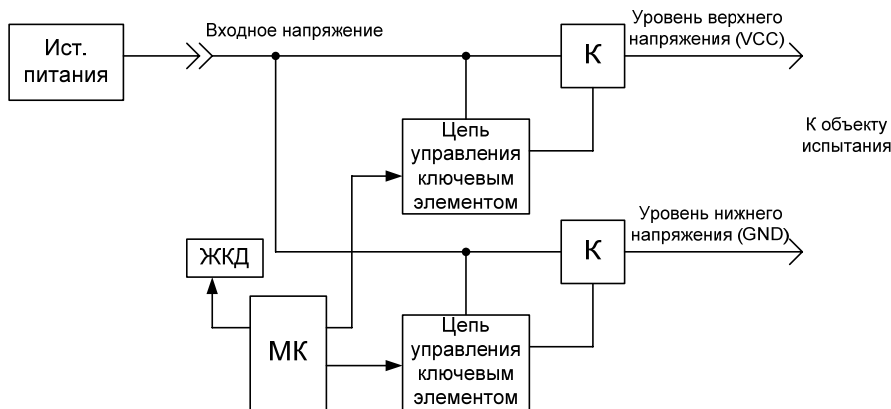 Ист.
питания
Входное напряжение
К
Уровень верхнего
напряжения (VCC)
К объекту
испытания
Цепь
управления
ключевым
элементом
К
Уровень нижнего
напряжения (GND)
ЖКД
МК
Цепь
управления
ключевым
элементом